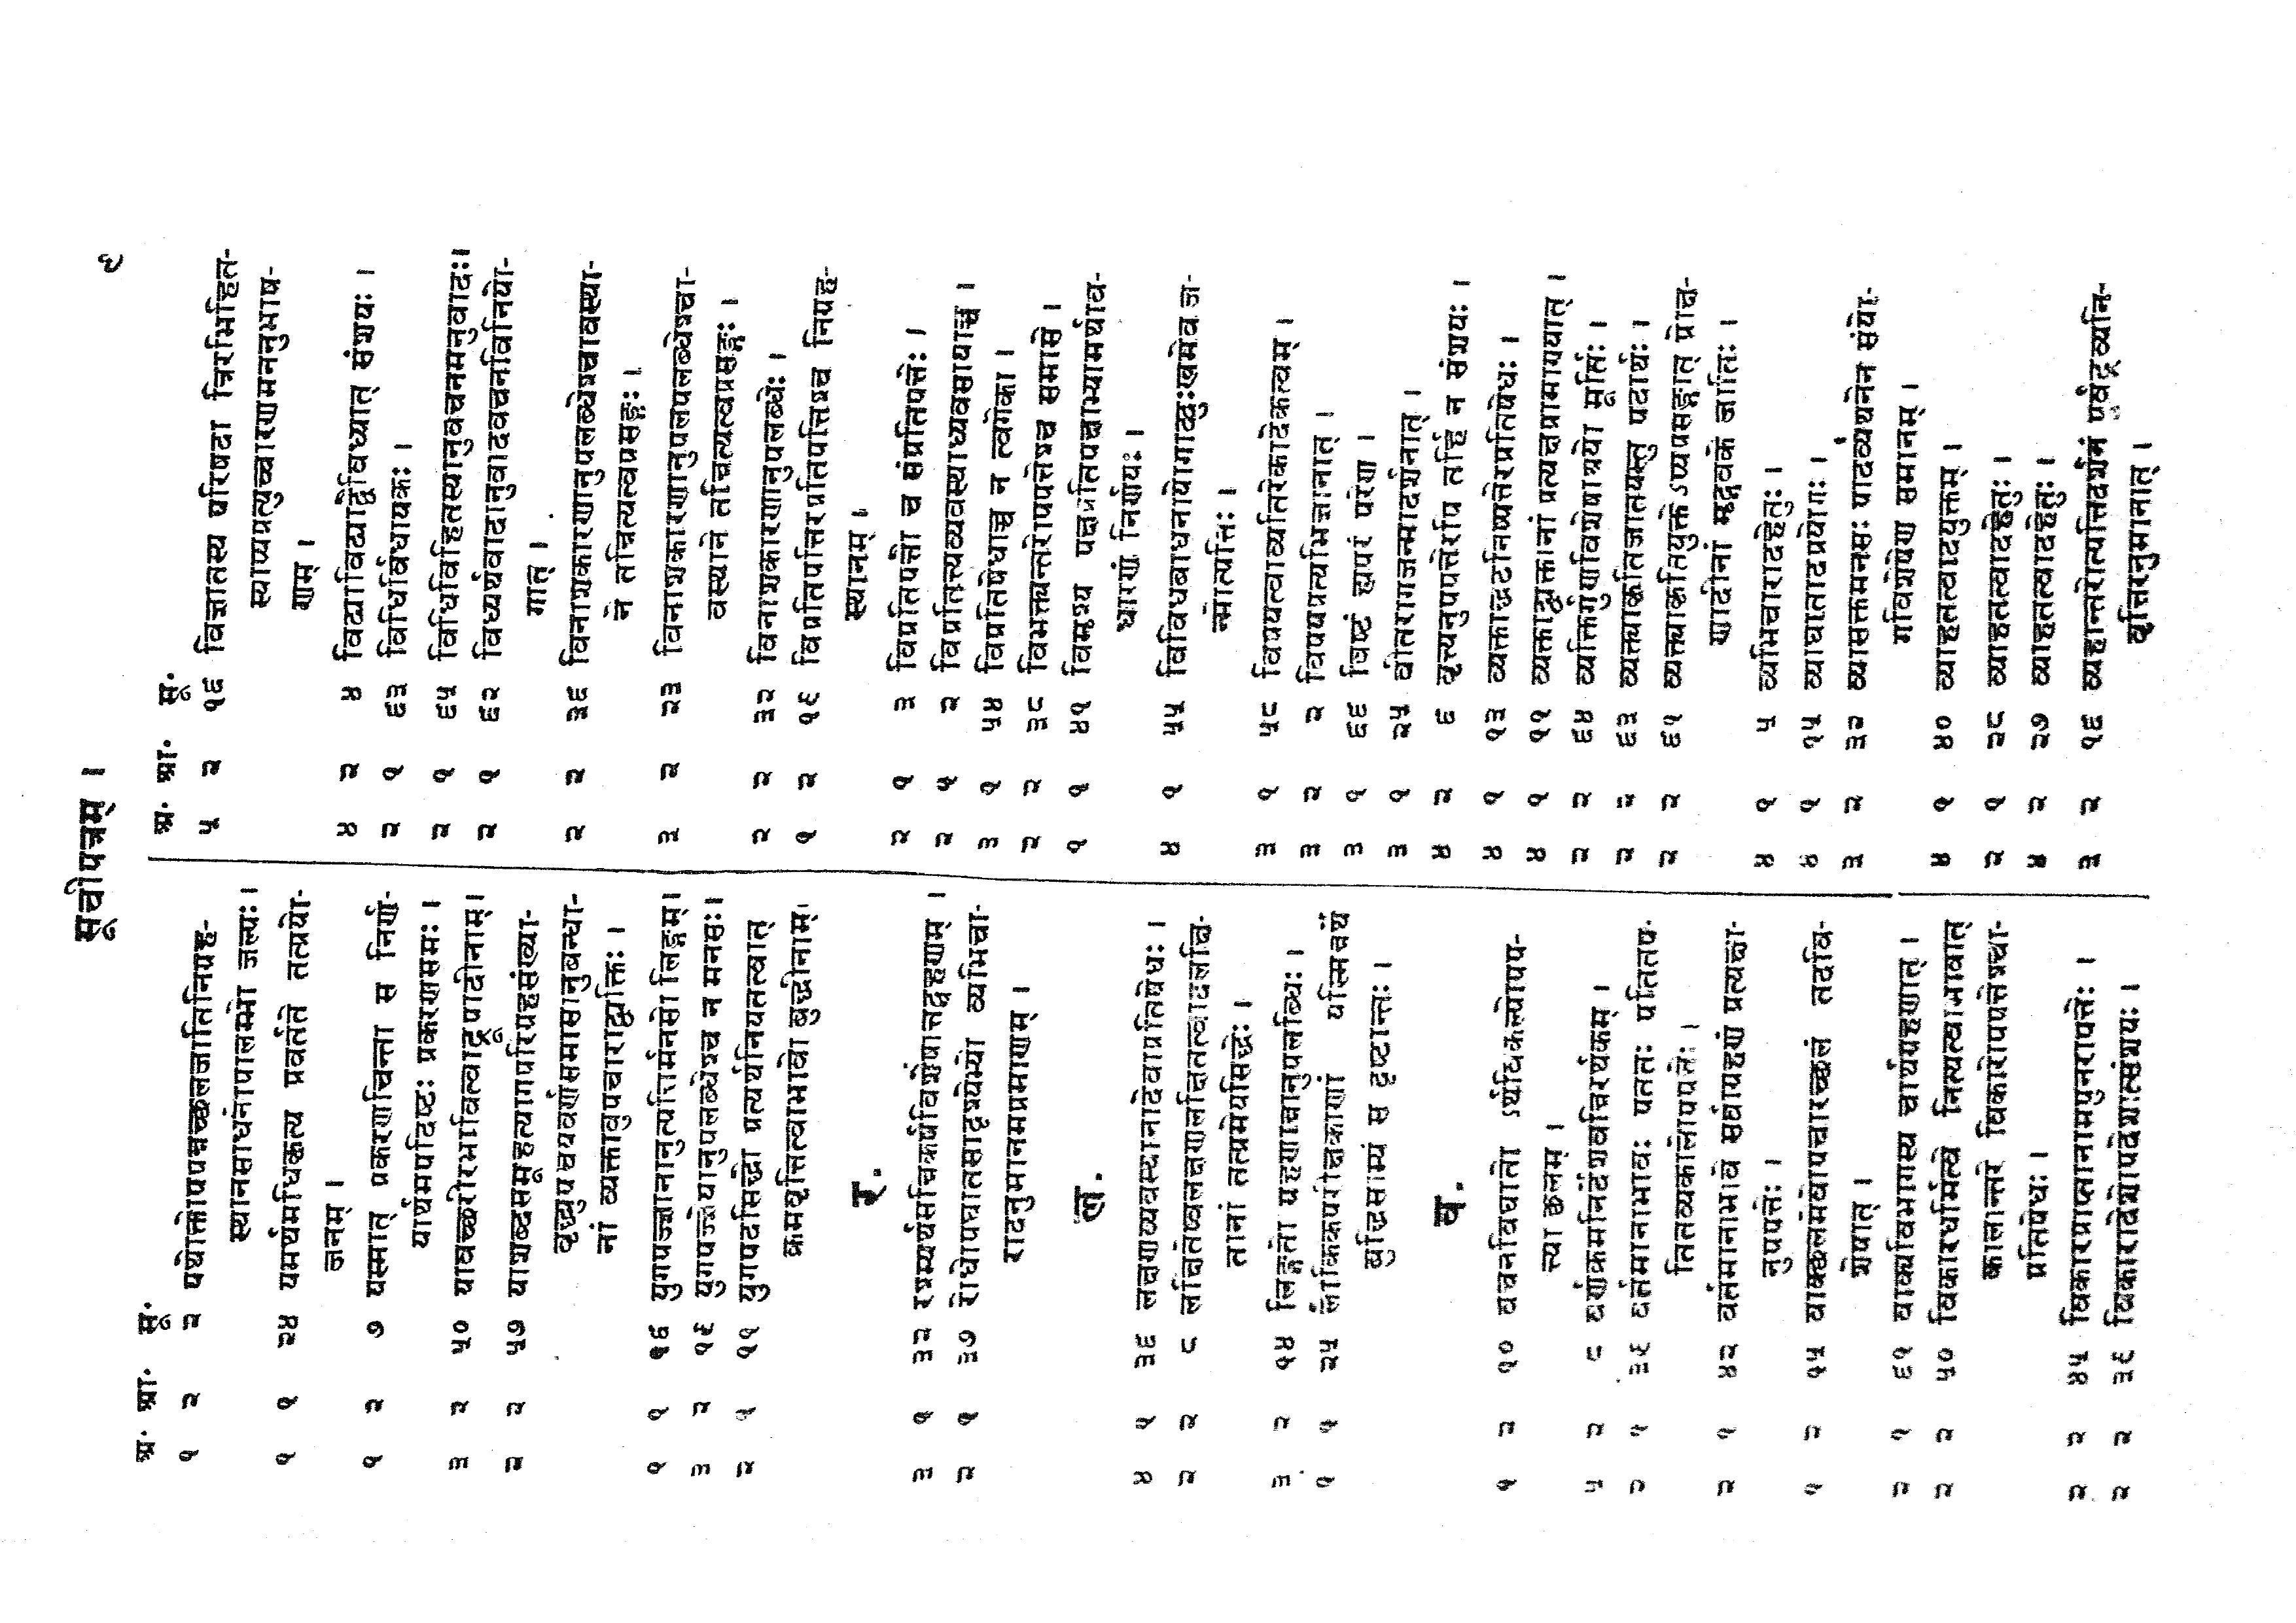 सूचीपत्रम् ।
९
अ॰ आ॰ सू॰
१ २ २ यथोक्तोपपन्नच्छलजातिनिग्रह-
स्थानसाधनोपालम्भो जल्पः ।
१ १ २४ यमर्थमधिकृत्य प्रवर्तते तत्प्रयो-
जनम् ।
१ २ ७ यस्मात् प्रकरणचिन्ता स निर्ण-
यार्थमपदिष्टः प्रकरणसमः ।
३ २ ५० यावच्छरीरभावित्वाद्रूपादीनाम् ।
२ २ ५७ याशब्दसमूहत्यागपरिग्रहसंख्या-
वृद्ध्युपचयवर्णसमासानुबन्धा-
नां व्यक्तावुपचाराद्व्यक्तिः ।
१ १ १६ युगपज्ज्ञानानुत्पत्तिर्मनसो लिङ्गम् ।
३ २ १९ युगपज्ज्ञेयानुपलब्धेश्च न मनसः ।
२ १ ११ युगपदसिद्धौ प्रत्यर्थनियतत्वात्
क्रमवृत्तित्वाभावो बुद्धीनाम् ।
र.
३ १ ३२ रश्म्यर्थसन्निकर्षविशेषात्तद्ग्रहणम् ।
२ १ ३७ रोधोपघातसादृश्येभ्यो व्यभिचा-
रादनुमानमप्रमाणम् ।
ल.
४ १ ३६ लक्षणव्यवस्थानादेवाप्रतिषेधः ।
२ २ ८ लक्षितेष्वलक्षणलक्षितत्वादलक्षि-
तानां तत्प्रमेयसिद्धेः ।
३ २ १४ लिङ्गतो ग्रहणान्नानुपलब्धिः ।
१ १ २५ लौकिकपरीक्षकाणां यस्मिन्नर्थे
बुद्धिसाम्यं स दृष्टान्तः ।
व.
१ २ १० वचनविघातो ऽर्थविकल्पोपप-
त्त्या छलम् ।
५ २ ८ वर्णक्रमनिर्देशवन्निरर्थकम् ।
२ १ ३९ वर्तमानाभावः पततः पतितप-
तितव्यकालोपपत्तेः ।
२ १ ४२ वर्तमानाभावे सर्वाग्रहणं प्रत्यक्षा-
नुपपत्तेः ।
१ २ १५ वाक्छलमेवोपचारच्छलं तदवि-
शेषात् ।
२ १ ६१ वाक्यविभागस्य चार्थग्रहणात् ।
२ २ ५० विकारधर्मित्वे नित्यत्वाभावात्
कालान्तरे विकारोपपत्तेश्चा-
प्रतिषेधः ।
२ २ ४५ विकारप्राप्तानामपुनरापत्तेः ।
२ २ ३९ विकारादेशोपदेशात्संशयः ।
अ॰ आ॰ सू॰
५ २ १६ विज्ञातस्य परिषदा त्रिरभिहित-
स्याप्यप्रत्युच्चारणमननुभाष-
णम् ।
४ २ ४ विद्याविद्याद्वैविध्यात् संशयः ।
२ १ ६३ विधिर्विधायकः ।
२ १ ६५ विधिविहितस्यानुवचनमनुवादः ।
२ १ ६२ विध्यर्थवादानुवादवचनविनियो-
गात् ।
२ २ ३६ विनाशकारणानुपलब्धेश्चावस्था-
ने तन्नित्यत्वप्रसङ्गः ।
३ २ २३ विनाशकारणानुपलपलब्धेश्चा-
वस्थाने तन्नित्यत्वप्रसङ्गः ।
२ २ ३२ विनाशकारणानुपलब्धेः ।
१ २ १९ विप्रतिपत्तिरप्रतिपत्तिश्च निग्रह-
स्थानम् ।
२ १ ३ विप्रतिपत्तौ च संप्रतिपत्तेः ।
२ १ २ विप्रतित्त्यव्यवस्थाध्यवसायाच्च ।
३ १ ५४ विप्रतिषेधाच्च न त्वगेका ।
२ २ ३८ विभक्त्यन्तरोपपत्तेश्च समासे ।
१ १ ४१ विमृश्य पक्षप्रतिपक्षाभ्यामर्थाव-
धारणं निर्णयः ।
४ १ ५५ विविधबाधनायोगाद्दुःखमेव ज-
न्मोत्पत्तिः ।
३ १ ५८ विषयत्वाव्यतिरेकादेकत्वम् ।
३ २ २ विषयप्रत्यभिज्ञानात् ।
३ १ ६६ विष्टं ह्यपरं परेण ।
३ १ २५ वीतरागजन्मादर्शनात् ।
४ २ ६ वृत्त्यनुपपत्तेरपि तर्हि न संशयः ।
४ १ १३ व्यक्ताद्घटनिष्पत्तेरप्रतिषेधः ।
४ १ ११ व्यक्ताद्व्यक्तानां प्रत्यक्षप्रामाण्यात् ।
२ २ ६४ व्यक्तिर्गुणविशेषाश्रयो मूर्तिः ।
२ २ ६३ व्यक्त्याकृतिजातयस्तु पदार्थः ।
२ २ ६१ व्यक्त्याकृतियुक्तेऽप्यप्रसङ्गात् प्रोक्ष-
णादीनां मृद्गवके जातिः ।
४ १ ५ व्यभिचारादहेतुः ।
४ १ १५ व्याघातादप्रयोगः ।
३ २ ३२ व्यासक्तमनसः पादव्यथनेन संयो-
गविशेषेण समानम् ।
४ १ ४० व्याहतत्वादयुक्तम् ।
२ १ २८ व्याहतत्वादहेतुः ।
४ २ २७ व्याहतत्वादहेतुः ।
३ २ १६ व्यूहान्तरोत्पत्तिदर्शनं पूर्वद्रव्यनि-
वृत्तिरनुमानात् ।